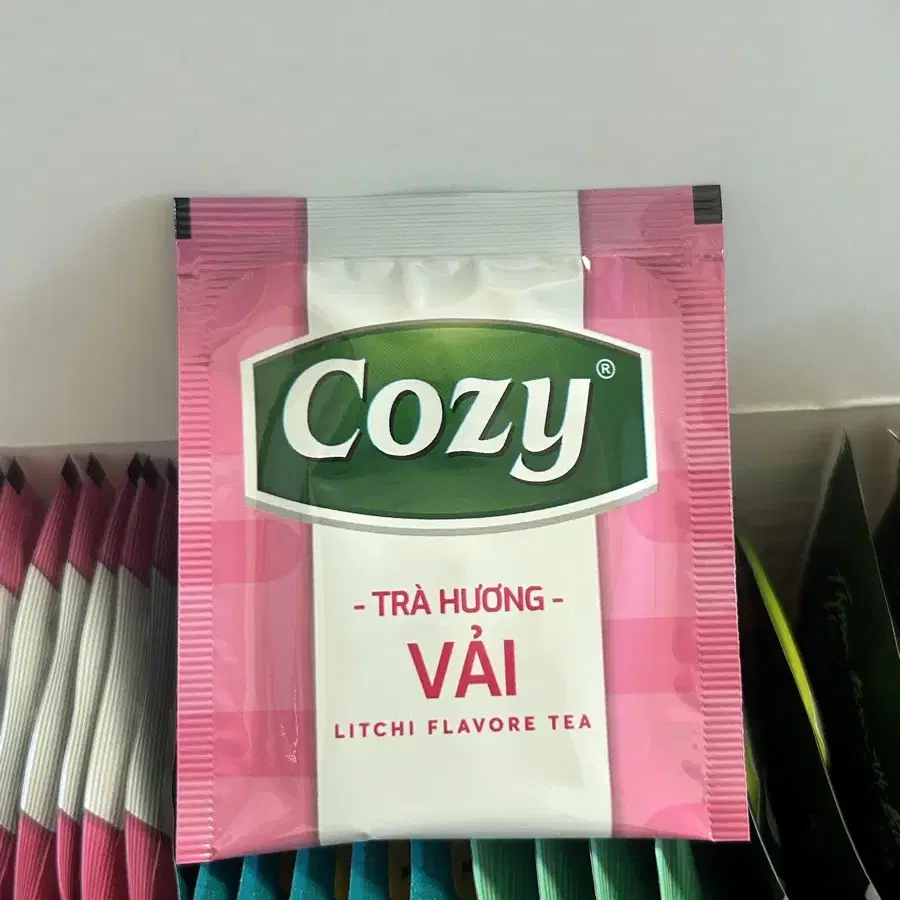 Cozy®
- TRÀ HƯƠNG -
VẢI
LITCHI FLAVORE TEA